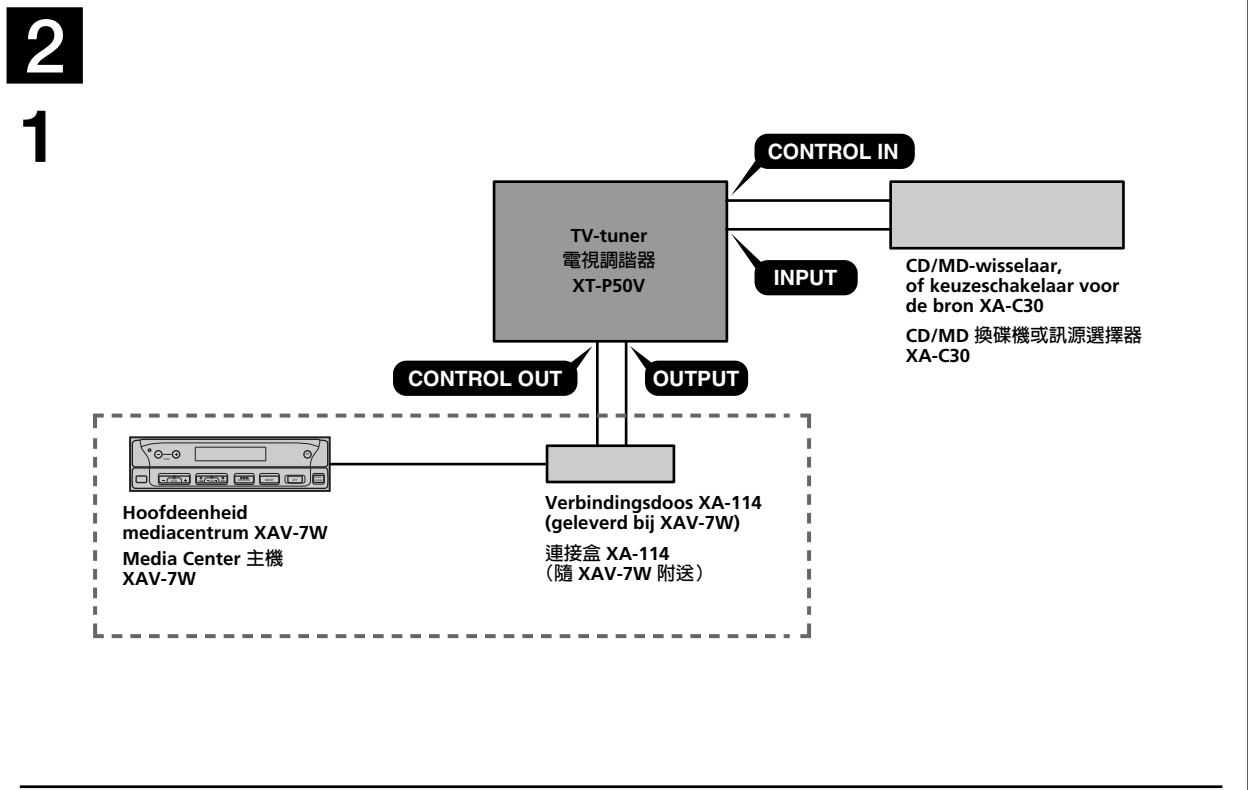 2
1
CONTROL IN
TV-tuner
電視調諧器
XT-P50V
INPUT
CD/MD-wisselaar,
of keuzeschakelaar voor
de bron XA-C30
CD/MD 換碟機或訊源選擇器
XA-C30
CONTROL OUT
OUTPUT
Hoofdeenheid
mediacentrum XAV-7W
Media Center 主機
XAV-7W
Verbindingsdoos XA-114
(geleverd bij XAV-7W)
連接盒 XA-114
（隨 XAV-7W 附送）